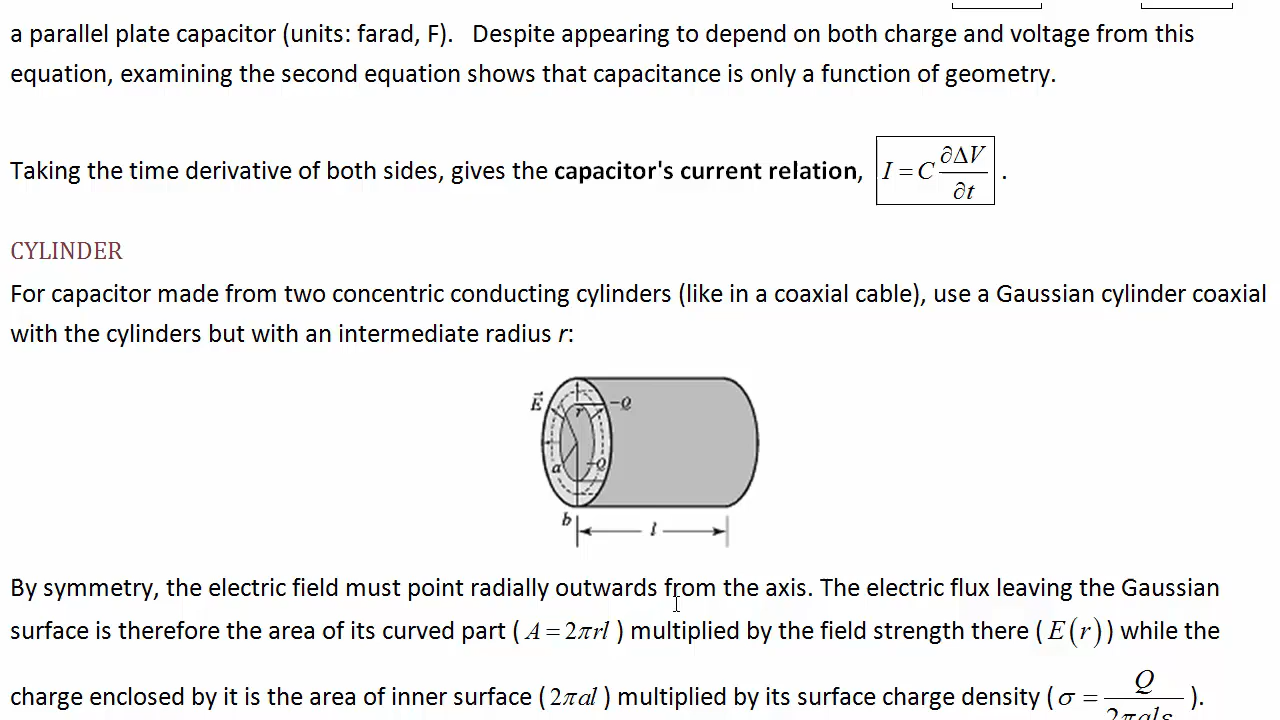 a parallel plate capacitor (units: farad, F).   Despite appearing to depend on both charge and voltage from this
equation, examining the second equation shows that capacitance is only a function of geometry.
Taking the time derivative of both sides, gives the capacitor's current relation, I = C ∂ΔV/∂t .
CYLINDER
For capacitor made from two concentric conducting cylinders (like in a coaxial cable), use a Gaussian cylinder coaxial
with the cylinders but with an intermediate radius r:
E⃗
-Q
r
a
-Q
b
l
By symmetry, the electric field must point radially outwards from the axis. The electric flux leaving the Gaussian
surface is therefore the area of its curved part ( A = 2πrl ) multiplied by the field strength there ( E(r) ) while the
charge enclosed by it is the area of inner surface ( 2πal ) multiplied by its surface charge density ( σ = Q ).